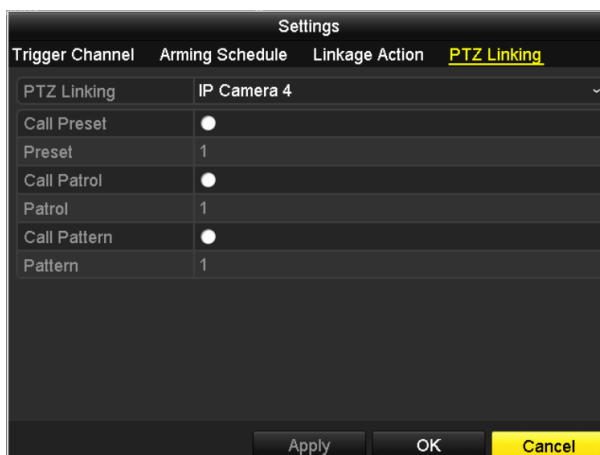 Settings
Trigger Channel Arming Schedule Linkage Action PTZ Linking
PTZ Linking IP Camera 4
Call Preset
Preset 1
Call Patrol
Patrol 1
Call Pattern
Pattern 1
Apply OK Cancel